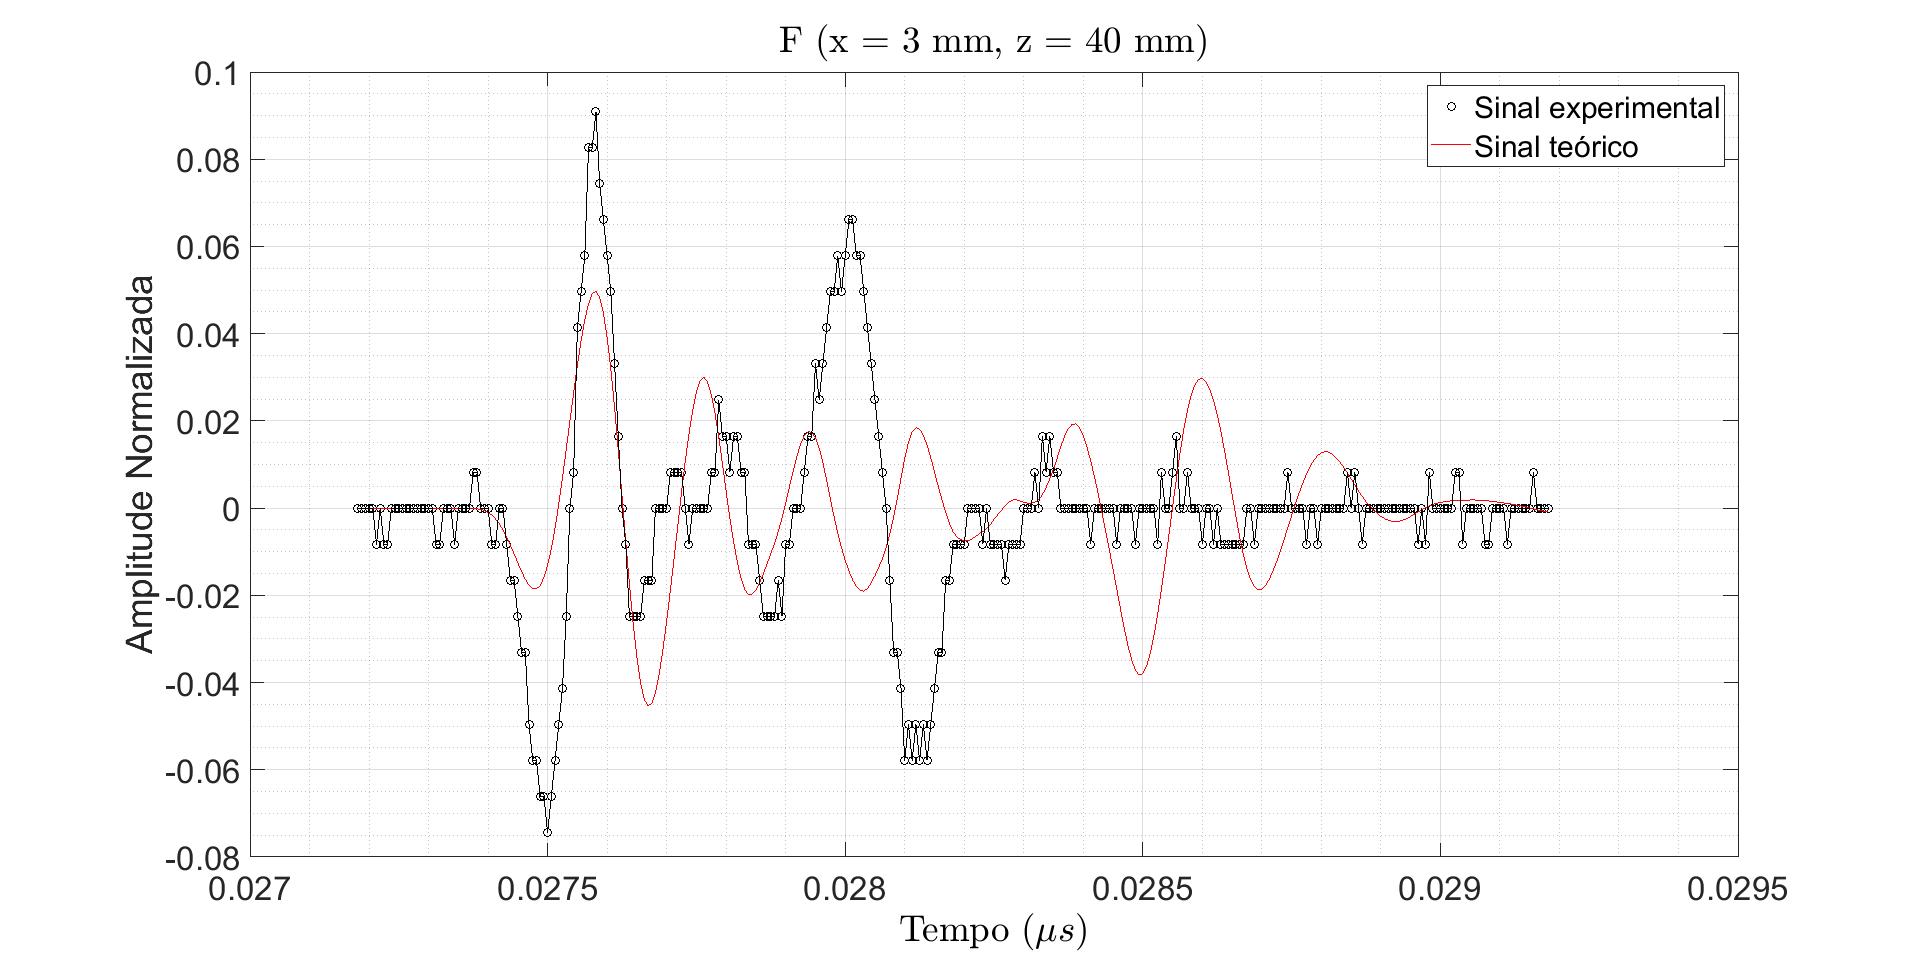 F (x = 3 mm, z = 40 mm)
Sinal experimental
Sinal teórico
Amplitude Normalizada
0.1
0.08
0.06
0.04
0.02
0
-0.02
-0.04
-0.06
-0.08
0.027 0.0275 0.028 0.0285 0.029 0.0295
Tempo (μs)